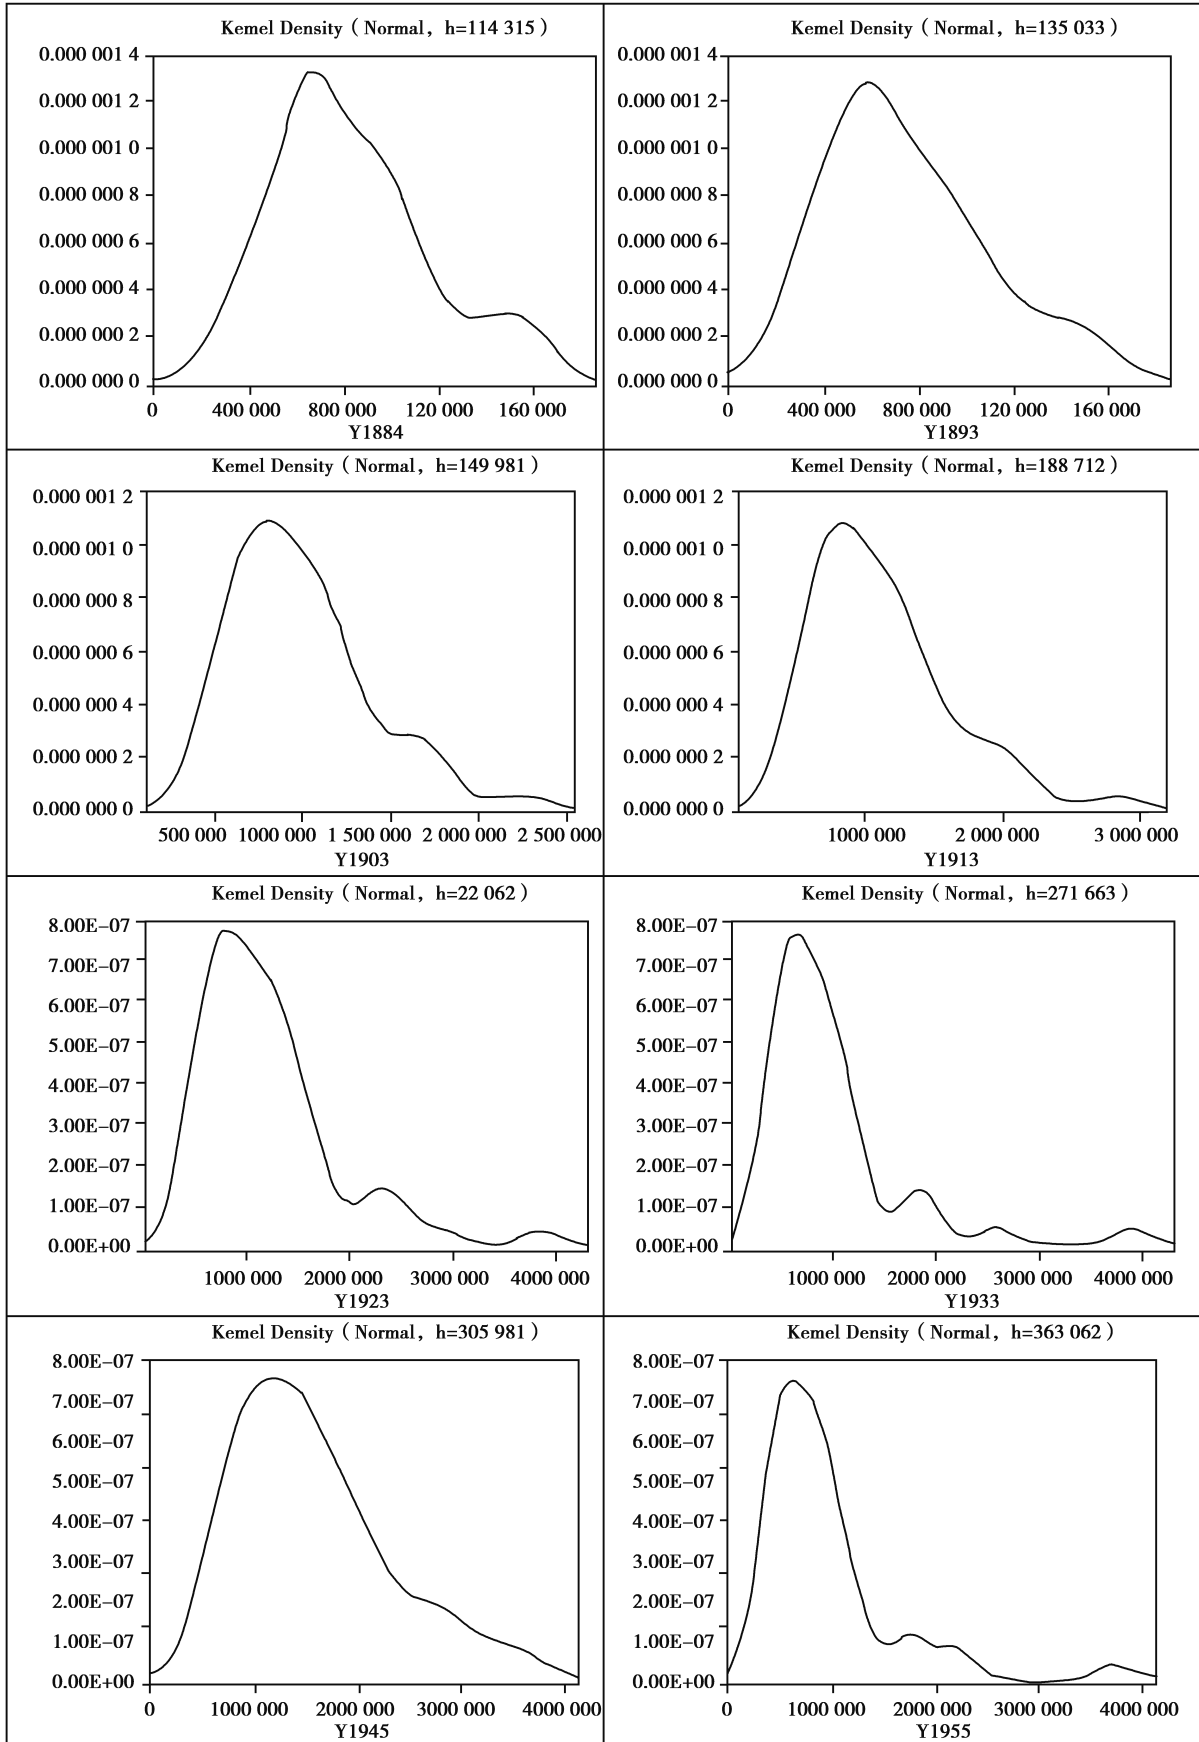 Kemel Density ( Normal, h=114 315 )
0.000 001 4
0.000 001 2
0.000 001 0
0.000 000 8
0.000 000 6
0.000 000 4
0.000 000 2
0.000 000 0
0 400 000 800 000 120 000 160 000
Y1884
Kemel Density ( Normal, h=135 033 )
0.000 001 4
0.000 001 2
0.000 001 0
0.000 000 8
0.000 000 6
0.000 000 4
0.000 000 2
0.000 000 0
0 400 000 800 000 120 000 160 000
Y1893
Kemel Density ( Normal, h=149 981 )
0.000 001 2
0.000 001 0
0.000 000 8
0.000 000 6
0.000 000 4
0.000 000 2
0.000 000 0
500 000 1000 000 1 500 000 2 000 000 2 500 000
Y1903
Kemel Density ( Normal, h=188 712 )
0.000 001 2
0.000 001 0
0.000 000 8
0.000 000 6
0.000 000 4
0.000 000 2
0.000 000 0
1000 000 2 000 000 3 000 000
Y1913
Kemel Density ( Normal, h=22 062 )
8.00E−07
7.00E−07
6.00E−07
5.00E−07
4.00E−07
3.00E−07
2.00E−07
1.00E−07
0.00E+00
1000 000 2000 000 3000 000 4000 000
Y1923
Kemel Density ( Normal, h=271 663 )
8.00E−07
7.00E−07
6.00E−07
5.00E−07
4.00E−07
3.00E−07
2.00E−07
1.00E−07
0.00E+00
1000 000 2000 000 3000 000 4000 000
Y1933
Kemel Density ( Normal, h=305 981 )
8.00E−07
7.00E−07
6.00E−07
5.00E−07
4.00E−07
3.00E−07
2.00E−07
1.00E−07
0.00E+00
0 1000 000 2000 000 3000 000 4000 000
Y1945
Kemel Density ( Normal, h=363 062 )
8.00E−07
7.00E−07
6.00E−07
5.00E−07
4.00E−07
3.00E−07
2.00E−07
1.00E−07
0.00E+00
0 1000 000 2000 000 3000 000 4000 000
Y1955